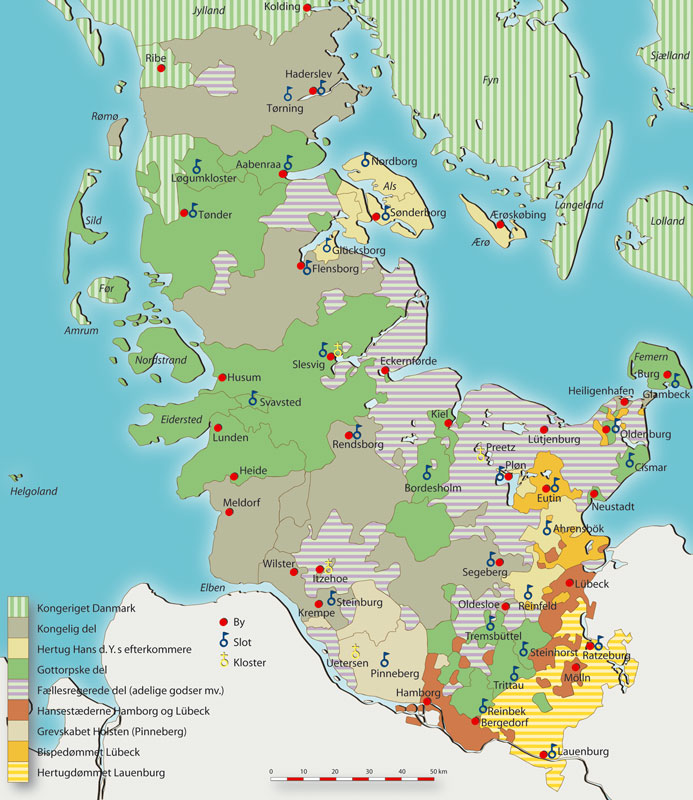 Jylland
Kolding
Sjælland
Ribe
Haderslev
Fyn
Tørning
Rømø
Nordborg
Aabenraa
Løgumkloster
Als
Langeland
Sønderborg
Ærøskøbing
Tønder
Lolland
Sild
Ærø
Glücksborg
Flensborg
Før
Amrum
Nordstrand
Slesvig
Eckernførde
Femern
Husum
Burg
Heiligenhafen
Glambeck
Svavsted
Eidersted
Kiel
Lunden
Rendsborg
Lütjenburg
Oldenburg
Preetz
Cismar
Heide
Pløn
Bordesholm
Helgoland
Eutin
Neustadt
Meldorf
Ahrensbök
Wilster
Segeberg
Itzehoe
Elben
Lübeck
Steinburg
Reinfeld
Krempe
Oldesloe
Kongeriget Danmark
Tremsbüttel
Kongelig del
By
Hertug Hans d.Y.s efterkommere
Slot
Steinhorst
Ratzeburg
Gottorpske del
Kloster
Uetersen
Mölln
Pinneberg
Trittau
Fællesregerede del (adelige godser mv.)
Hamborg
Hansestæderne Hamborg og Lübeck
Reinbek
Bergedorf
Grevskabet Holsten (Pinneberg)
Bispedømmet Lübeck
Lauenburg
Hertugdømmet Lauenburg
0 10 20 30 40 50 km